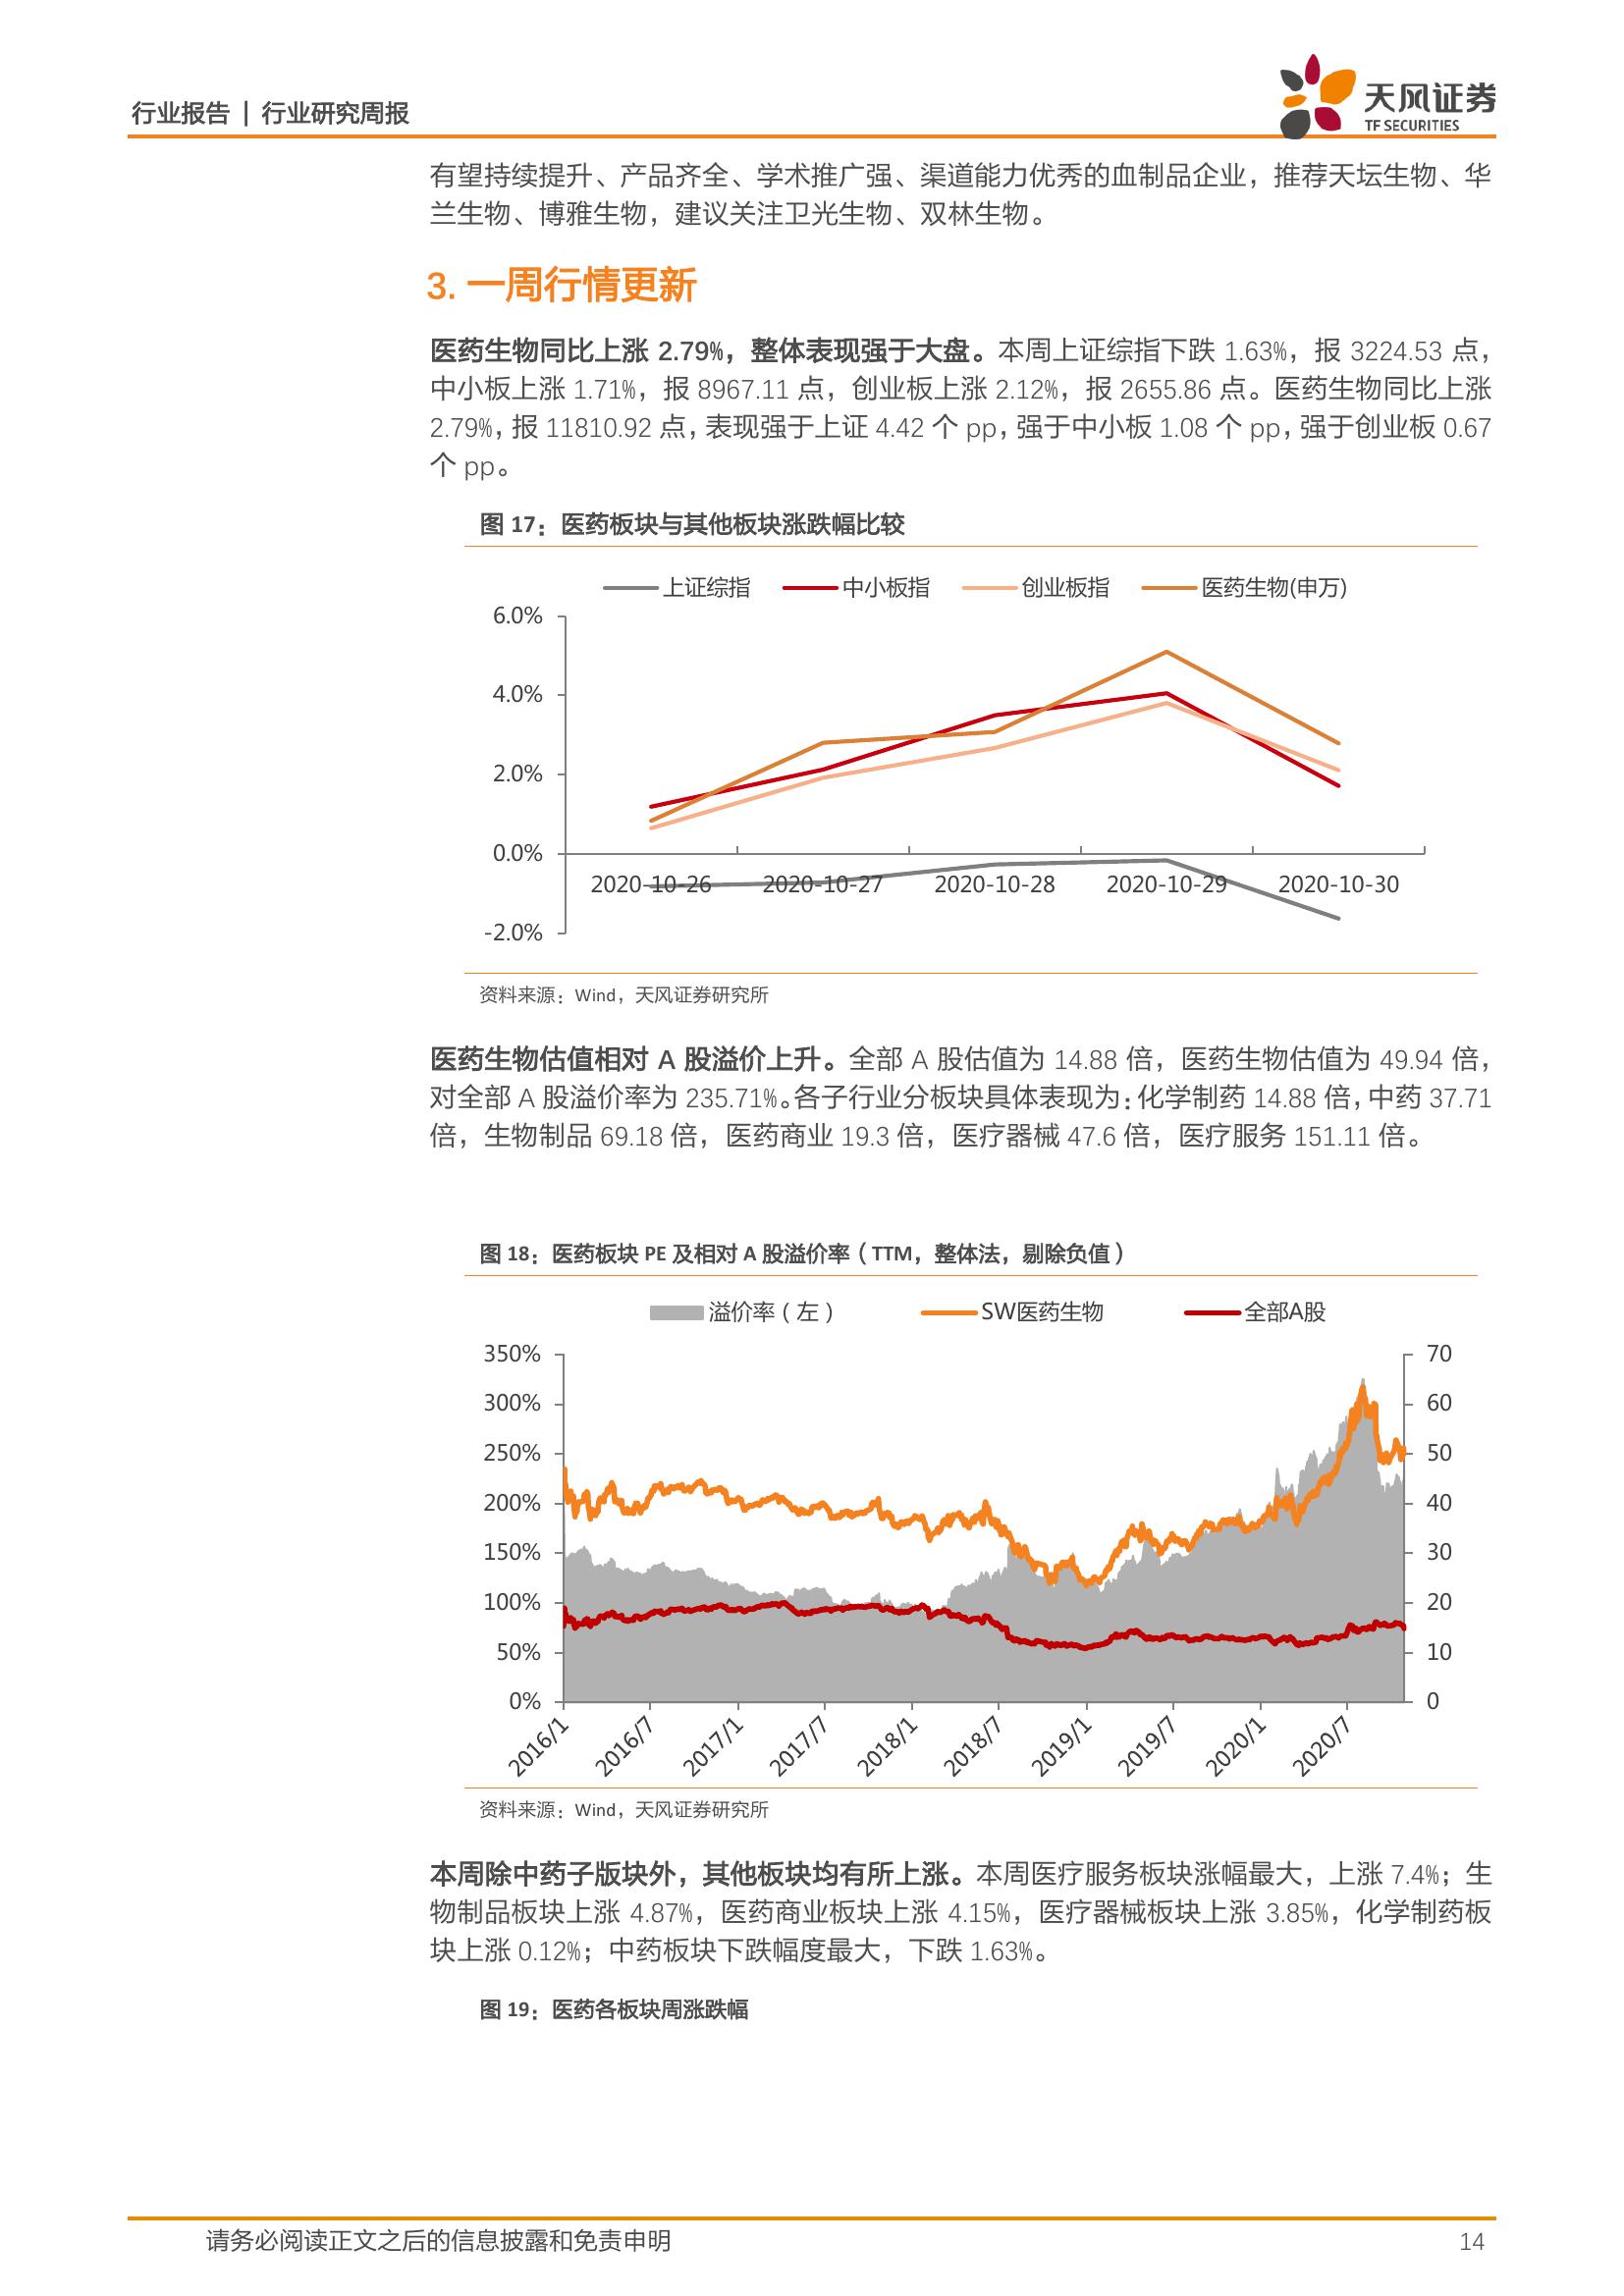 行业报告 | 行业研究周报
天风证券
TF SECURITIES
有望持续提升、产品齐全、学术推广强、渠道能力优秀的血制品企业，推荐天坛生物、华
兰生物、博雅生物，建议关注卫光生物、双林生物。
3. 一周行情更新
医药生物同比上涨 2.79%，整体表现强于大盘。本周上证综指下跌 1.63%，报 3224.53 点，
中小板上涨 1.71%，报 8967.11 点，创业板上涨 2.12%，报 2655.86 点。医药生物同比上涨
2.79%，报 11810.92 点，表现强于上证 4.42 个 pp，强于中小板 1.08 个 pp，强于创业板 0.67
个 pp。
图 17：医药板块与其他板块涨跌幅比较
上证综指 中小板指 创业板指 医药生物(申万)
6.0%
4.0%
2.0%
0.0%
2020-10-26 2020-10-27 2020-10-28 2020-10-29 2020-10-30
-2.0%
资料来源：Wind，天风证券研究所
医药生物估值相对 A 股溢价上升。全部 A 股估值为 14.88 倍，医药生物估值为 49.94 倍，
对全部 A 股溢价率为 235.71%。各子行业分板块具体表现为：化学制药 14.88 倍，中药 37.71
倍，生物制品 69.18 倍，医药商业 19.3 倍，医疗器械 47.6 倍，医疗服务 151.11 倍。
图 18：医药板块 PE 及相对 A 股溢价率（TTM，整体法，剔除负值）
溢价率（左） SW医药生物 全部A股
350% 70
300% 60
250% 50
200% 40
150% 30
100% 20
50% 10
0% 0
2016/1 2016/7 2017/1 2017/7 2018/1 2018/7 2019/1 2019/7 2020/1 2020/7
资料来源：Wind，天风证券研究所
本周除中药子版块外，其他板块均有所上涨。本周医疗服务板块涨幅最大，上涨 7.4%；生
物制品板块上涨 4.87%，医药商业板块上涨 4.15%，医疗器械板块上涨 3.85%，化学制药板
块上涨 0.12%；中药板块下跌幅度最大，下跌 1.63%。
图 19：医药各板块周涨跌幅
请务必阅读正文之后的信息披露和免责申明 14